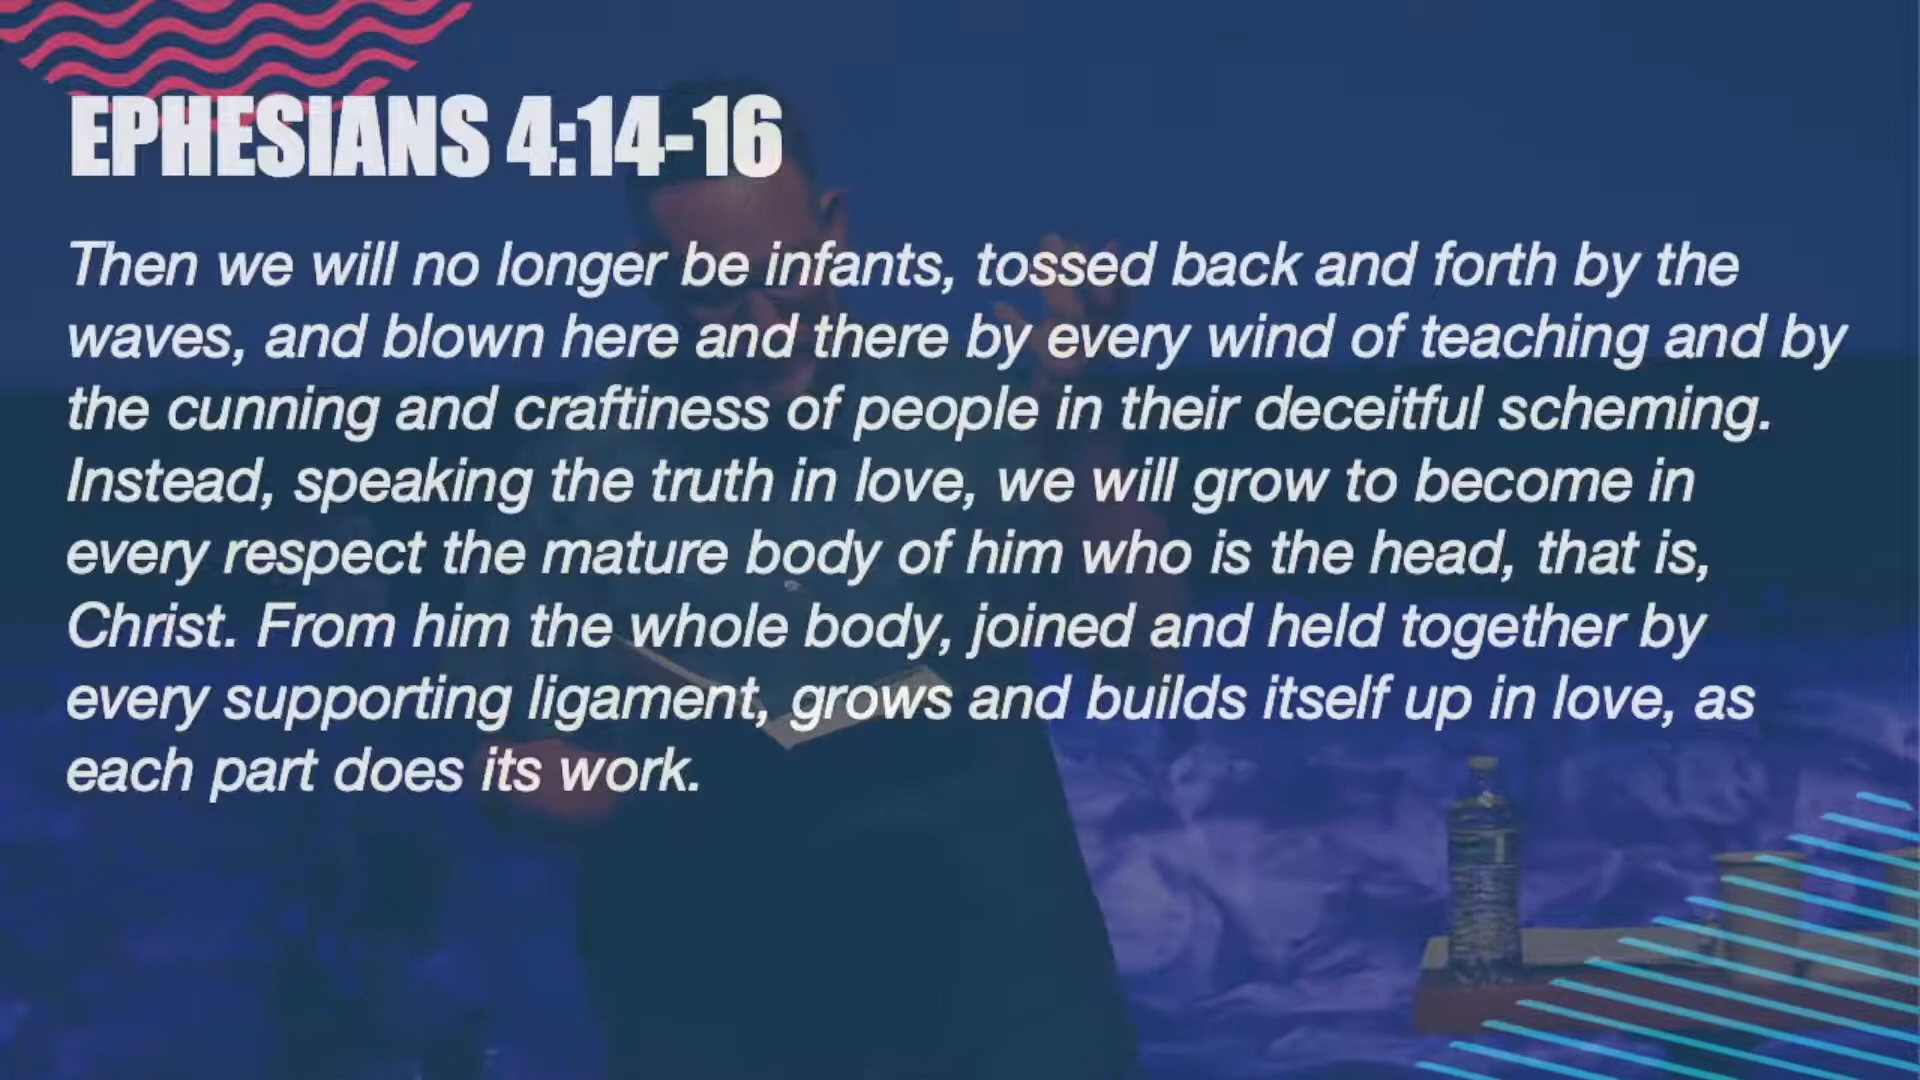 EPHESIANS 4:14-16
Then we will no longer be infants, tossed back and forth by the
waves, and blown here and there by every wind of teaching and by
the cunning and craftiness of people in their deceitful scheming.
Instead, speaking the truth in love, we will grow to become in
every respect the mature body of him who is the head, that is,
Christ. From him the whole body, joined and held together by
every supporting ligament, grows and builds itself up in love, as
each part does its work.